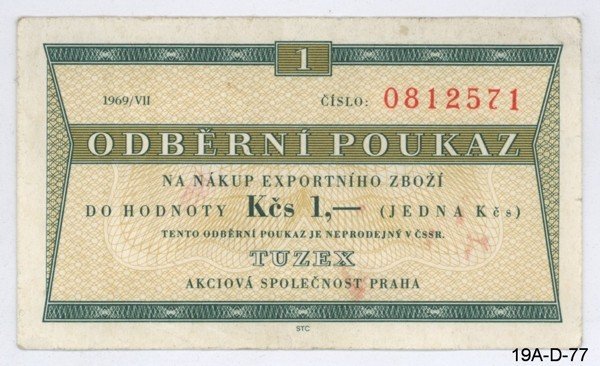 1
1969/VII ČÍSLO: 0812571
ODBĚRNÍ POUKAZ
NA NÁKUP EXPORTNÍHO ZBOŽÍ
DO HODNOTY Kčs 1,— (JEDNA Kčs)
TENTO ODBĚRNÍ POUKAZ JE NEPRODEJNÝ V ČSSR.
TUZEX
AKCIOVÁ SPOLEČNOST PRAHA
STC
19A-D-77